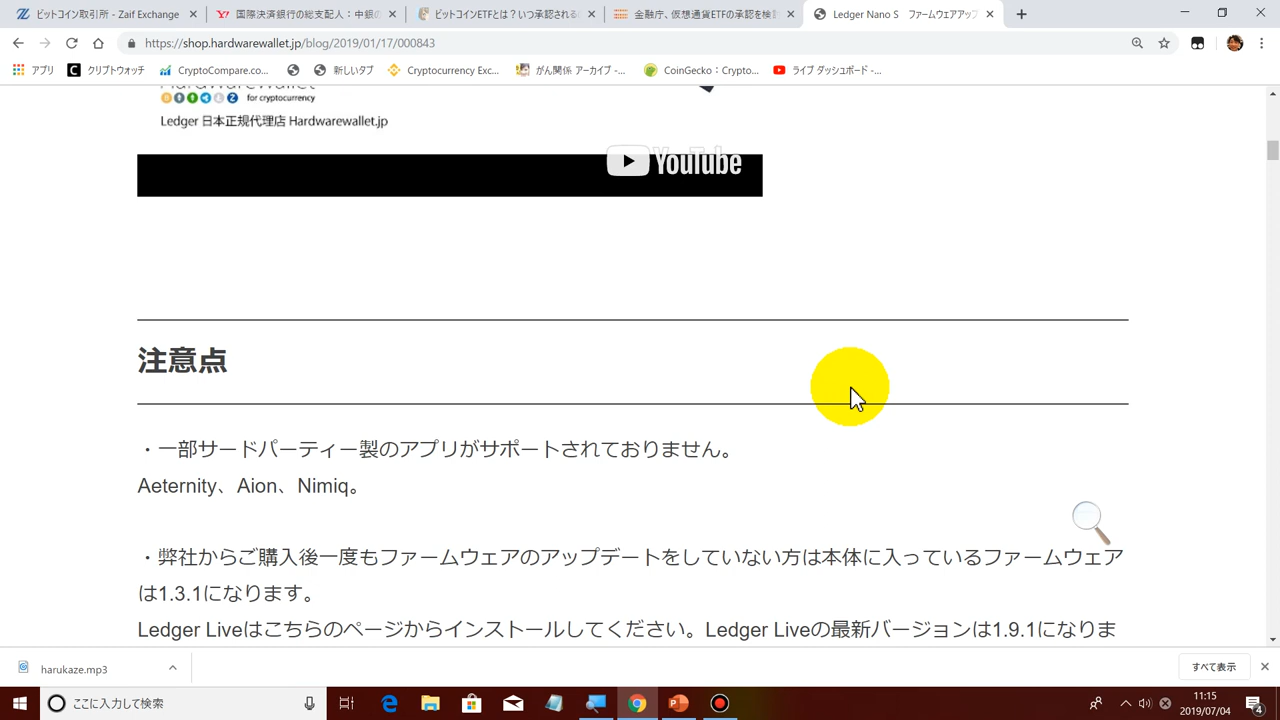 ビットコイン取引所 - Zaif Exchange
国際決済銀行の総支配人：中銀の
ビットコインETFとは？いつ承認される
金融庁、仮想通貨ETFの承認を検討
Ledger Nano S ファームウェアアップ
https://shop.hardwarewallet.jp/blog/2019/01/17/000843
アプリ
クリプトウォッチ
CryptoCompare.co...
新しいタブ
Cryptocurrency Exc...
がん関係 アーカイブ -...
CoinGecko：Crypto...
ライブ ダッシュボード -...
HardwareWallet
for cryptocurrency
Ledger 日本正規代理店 Hardwarewallet.jp
YouTube
注意点
・一部サードパーティー製のアプリがサポートされておりません。
Aeternity、Aion、Nimiq。
・弊社からご購入後一度もファームウェアのアップデートをしていない方は本体に入っているファームウェア
は1.3.1になります。
Ledger Liveはこちらのページからインストールしてください。Ledger Liveの最新バージョンは1.9.1になりま
harukaze.mp3
すべて表示
ここに入力して検索
11:15
2019/07/04
4